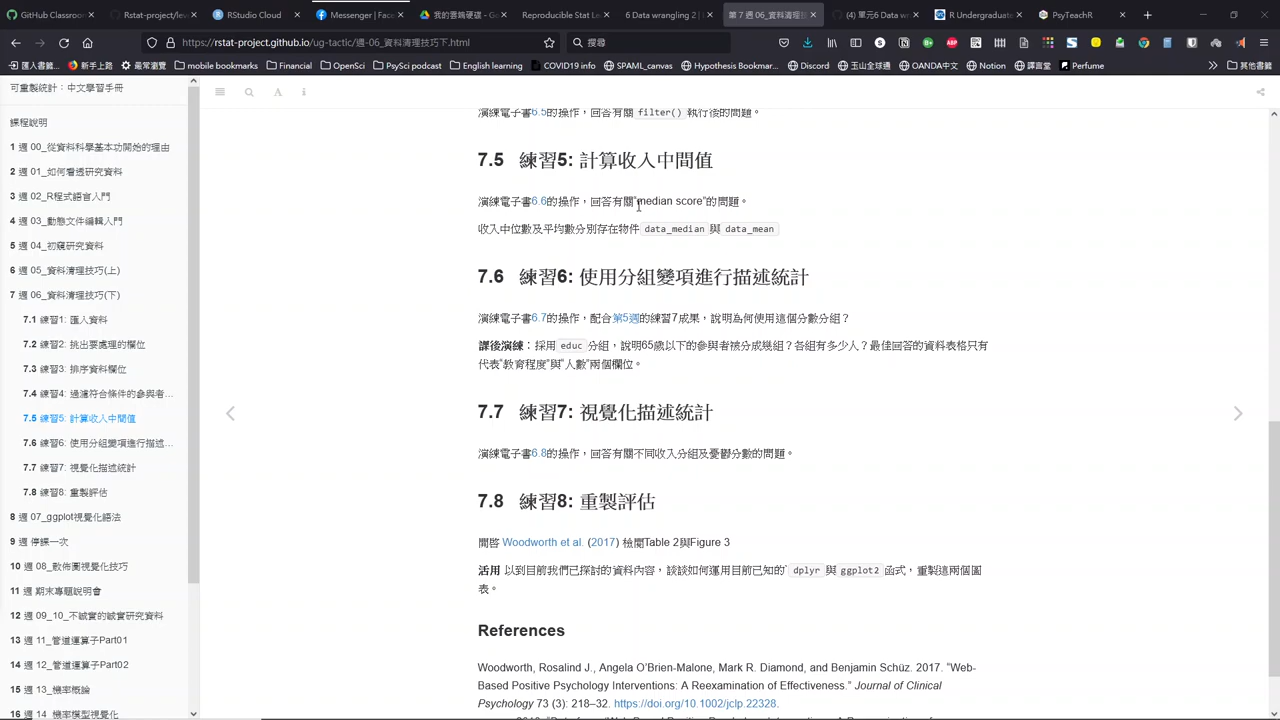 GitHub Classroom
Rstat-project/leve
RStudio Cloud
Messenger | Face
我的雲端硬碟 - G
Reproducible Stat Le
6 Data wrangling 2 |
第 7 週 06_資料清理技
(4) 單元6 Data w
R Undergraduate
PsyTeachR
https://rstat-project.github.io/ug-tactic/週-06_資料清理技巧下.html
搜尋
匯入書籤...
新手上路
最常瀏覽
mobile bookmarks
Financial
OpenSci
PsySci podcast
English learning
COVID19 info
SPAML_canvas
Hypothesis Bookmar...
Discord
玉山全球通
OANDA中文
Notion
譯言堂
Perfume
其他書籤
可重製統計：中文學習手冊
課程說明
1 週 00_從資料科學基本功開始的理由
2 週 01_如何看透研究資料
3 週 02_R程式語言入門
4 週 03_動態文件編輯入門
5 週 04_初窺研究資料
6 週 05_資料清理技巧(上)
7 週 06_資料清理技巧(下)
7.1 練習1: 匯入資料
7.2 練習2: 挑出要處理的欄位
7.3 練習3: 排序資料欄位
7.4 練習4: 過濾符合條件的參與者...
7.5 練習5: 計算收入中間值
7.6 練習6: 使用分組變項進行描述...
7.7 練習7: 視覺化描述統計
7.8 練習8: 重製評估
8 週 07_ggplot視覺化語法
9 週 停課一次
10 週 08_散佈圖視覺化技巧
11 週 期末專題說明會
12 週 09_10_不誠實的誠實研究資料
13 週 11_管道運算子Part01
14 週 12_管道運算子Part02
15 週 13_機率概論
16 週 14_機率模型視覺化
演練電子書6.5的操作，回答有關 filter() 執行後的問題。
7.5 練習5: 計算收入中間值
演練電子書6.6的操作，回答有關“median score”的問題。
收入中位數及平均數分別存在物件 data_median 與 data_mean
7.6 練習6: 使用分組變項進行描述統計
演練電子書6.7的操作，配合第5週的練習7成果，說明為何使用這個分數分組？
課後演練：採用 educ 分組，說明65歲以下的參與者被分成幾組？各組有多少人？最佳回答的資料表格只有
代表“教育程度”與“人數”兩個欄位。
7.7 練習7: 視覺化描述統計
演練電子書6.8的操作，回答有關不同收入分組及憂鬱分數的問題。
7.8 練習8: 重製評估
開啓 Woodworth et al. (2017) 檢閱Table 2與Figure 3
活用 以到目前我們已探討的資料內容，談談如何運用目前已知的 dplyr 與 ggplot2 函式，重製這兩個圖
表。
References
Woodworth, Rosalind J., Angela O’Brien-Malone, Mark R. Diamond, and Benjamin Schüz. 2017. “Web-
Based Positive Psychology Interventions: A Reexamination of Effectiveness.” Journal of Clinical
Psychology 73 (3): 218–32. https://doi.org/10.1002/jclp.22328.